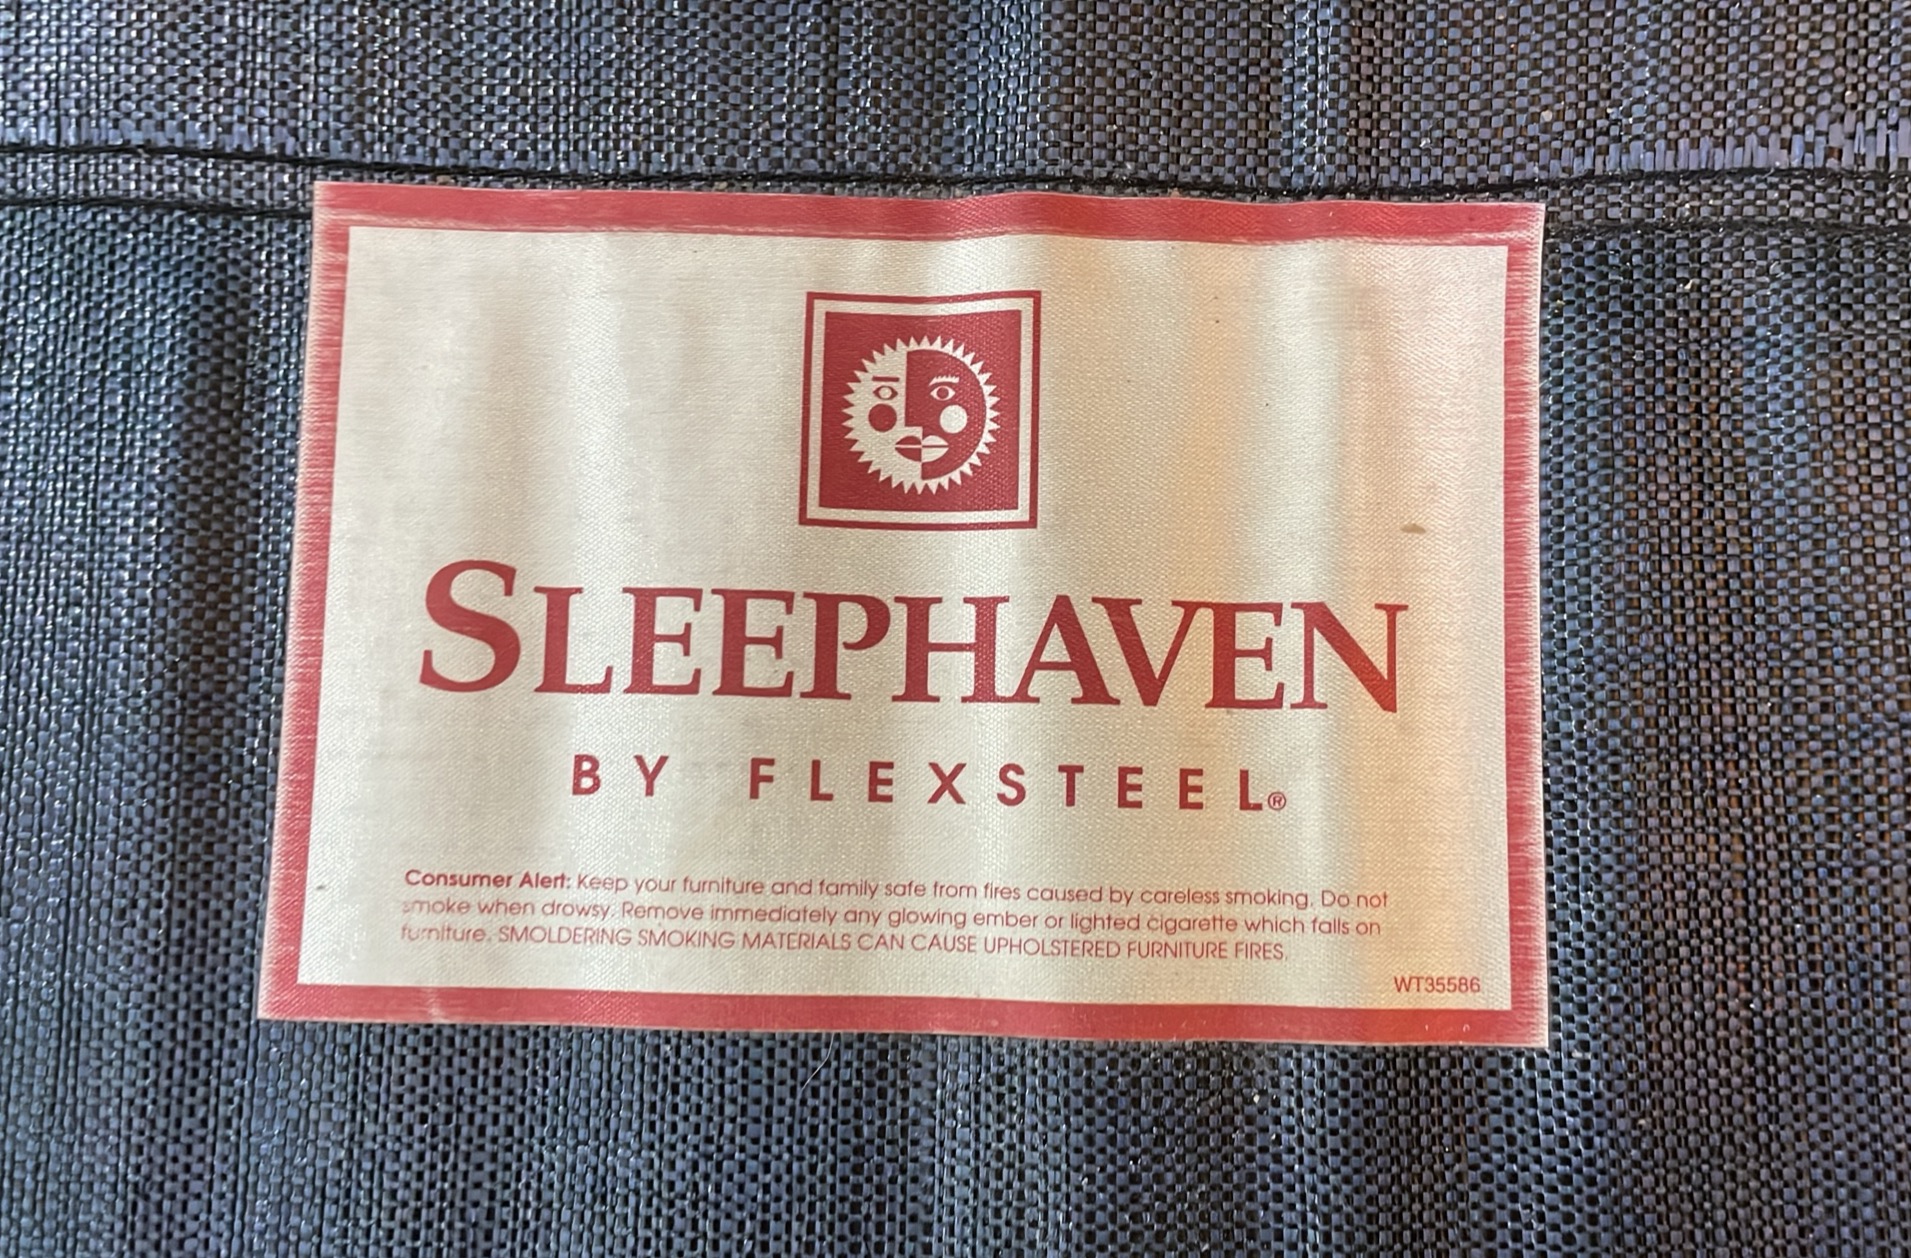 SLEEPHAVEN
BY FLEXSTEEL®
Consumer Alert: Keep your furniture and family safe from fires caused by careless smoking. Do not
smoke when drowsy. Remove immediately any glowing ember or lighted cigarette which falls on
furniture. SMOLDERING SMOKING MATERIALS CAN CAUSE UPHOLSTERED FURNITURE FIRES.
WT35586